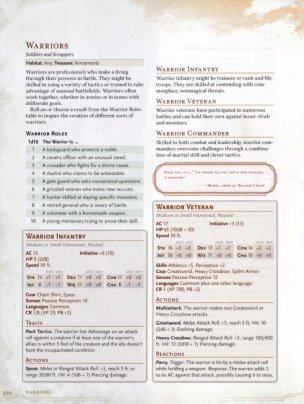 WARRIORS
Soldiers and Scrappers
Habitat: Any; Treasure: Armaments
Warriors are professionals who make a living
through their prowess in battle. They might be
skilled in using a variety of tactics or trained to take
advantage of unusual battlefields. Warriors often
work together, whether in armies or in teams with
deliberate goals.
Roll on or choose a result from the Warrior Roles
table to inspire the creation of different sorts of
warriors.
WARRIOR ROLES
1d10 The Warrior Is ...
1 A bodyguard who protects a noble.
2 A cavalry officer with an unusual steed.
3 A crusader who fights for a divine cause.
4 A duelist who claims to be unbeatable.
5 A gate guard who asks nonsensical questions.
6 A grizzled veteran who trains new recruits.
7 A hunter skilled at slaying specific monsters.
8 A retired general who is weary of battle.
9 A volunteer with a homemade weapon.
10 A young mercenary trying to prove their skill.
WARRIOR INFANTRY
Medium or Small Humanoid, Neutral
AC 13 Initiative +0 (10)
HP 9 (2d8)
Speed 30 ft.
Gear Chain Shirt, Spear
Senses Passive Perception 10
Languages Common
CR 1/8 (XP 25; PB +2)
TRAITS
Pack Tactics. The warrior has Advantage on an attack
roll against a creature if at least one of the warrior's
allies is within 5 feet of the creature and the ally doesn't
have the Incapacitated condition.
ACTIONS
Spear. Melee or Ranged Attack Roll: +3, reach 5 ft. or
range 20/60 ft. Hit: 4 (1d6 + 1) Piercing damage.
WARRIOR INFANTRY
Warrior infantry might be trainees or rank-and-file
troops. They are skilled at contending with com-
monplace, nonmagical threats.
WARRIOR VETERAN
Warrior veterans have participated in numerous
battles and can hold their own against lesser rivals
and monsters.
WARRIOR COMMANDER
Skilled in both combat and leadership, warrior com-
manders overcome challenges through a combina-
tion of martial skill and clever tactics.
WARRIOR VETERAN
Medium or Small Humanoid, Neutral
AC 17 Initiative +3 (13)
HP 65 (10d8 + 20)
Speed 30 ft.
Skills Athletics +5, Perception +2
Gear Greatsword, Heavy Crossbow, Splint Armor
Senses Passive Perception 12
Languages Common plus one other language
CR 3 (XP 700; PB +2)
ACTIONS
Multiattack. The warrior makes two Greatsword or
Heavy Crossbow attacks.
Greatsword. Melee Attack Roll: +5, reach 5 ft. Hit: 10
(2d6 + 3) Slashing damage.
Heavy Crossbow. Ranged Attack Roll: +3, range 100/400
ft. Hit: 12 (2d10 + 1) Piercing damage.
REACTIONS
Parry. Trigger: The warrior is hit by a melee attack roll
while holding a weapon. Response: The warrior adds 2
to its AC against that attack, possibly causing it to miss.
320 WARRIORS